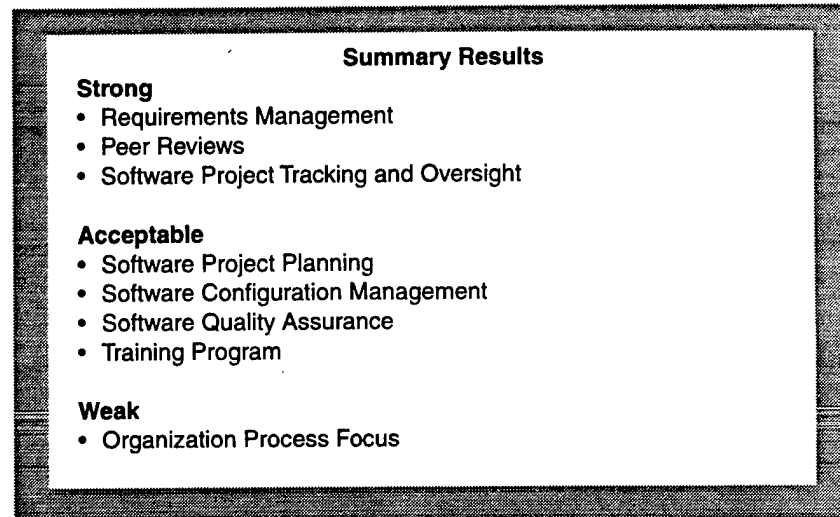 Summary Results
Strong
• Requirements Management
• Peer Reviews
• Software Project Tracking and Oversight
Acceptable
• Software Project Planning
• Software Configuration Management
• Software Quality Assurance
• Training Program
Weak
• Organization Process Focus